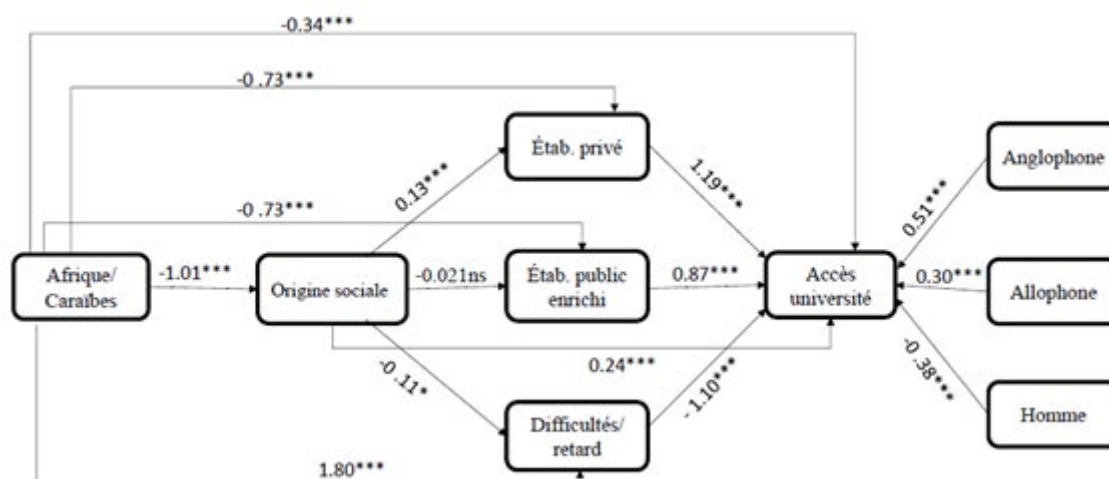 -0.34***
-0 .73***
Étab. privé
Anglophone
0.13***
1.19***
0.51***
-0.73***
Afrique/
Caraïbes
-1.01***
Origine sociale
-0.021ns
Étab. public
enrichi
0.87***
Accès
université
0.30***
Allophone
0.24***
-0 .11*
- 1.10***
-0.38***
Difficultés/
retard
Homme
1.80***